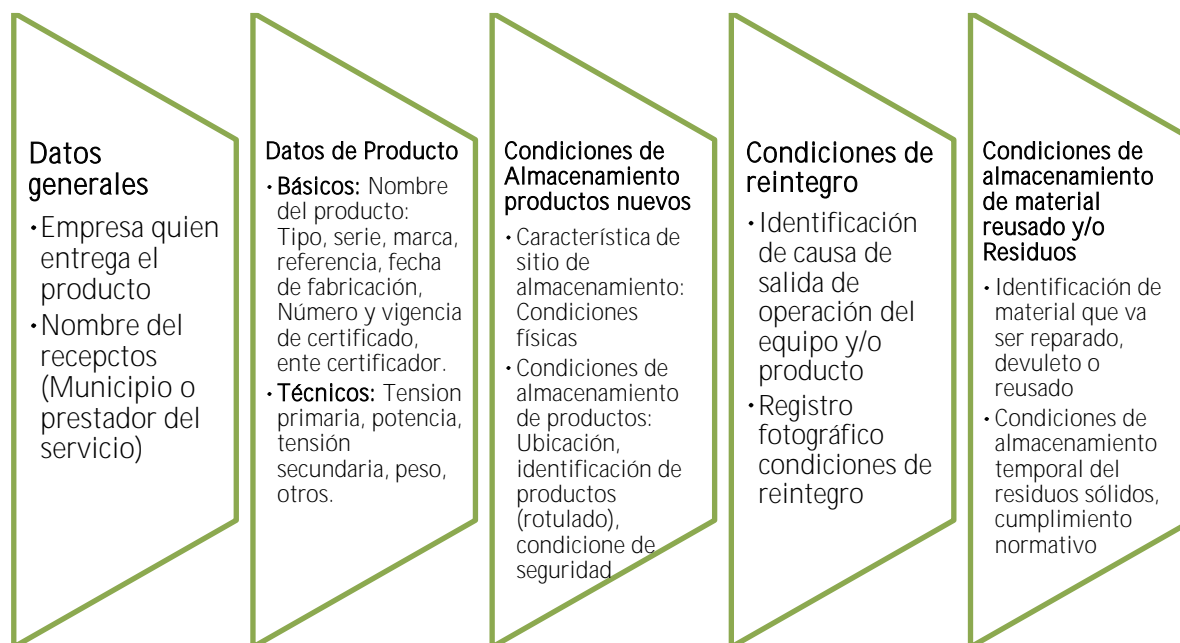 Datos
generales
• Empresa quien
entrega el
producto
• Nombre del
recepctos
(Municipio o
prestador del
servicio)
Datos de Producto
• Básicos: Nombre
del producto:
Tipo, serie, marca,
referencia, fecha
de fabricación,
Número y vigencia
de certificado,
ente certificador.
• Técnicos: Tension
primaria, potencia,
tensión
secundaria, peso,
otros.
Condiciones de
Almacenamiento
productos nuevos
• Característica de
sitio de
almacenamiento:
Condiciones
físicas
• Condiciones de
almacenamiento
de productos:
Ubicación,
identificación de
productos
(rotulado),
condicione de
seguridad
Condiciones de
reintegro
• Identificación
de causa de
salida de
operación del
equipo y/o
producto
• Registro
fotográfico
condiciones de
reintegro
Condiciones de
almacenamiento
de material
reusado y/o
Residuos
• Identificación de
material que va
ser reparado,
devuleto o
reusado
• Condiciones de
almacenamiento
temporal del
residuos sólidos,
cumplimiento
normativo